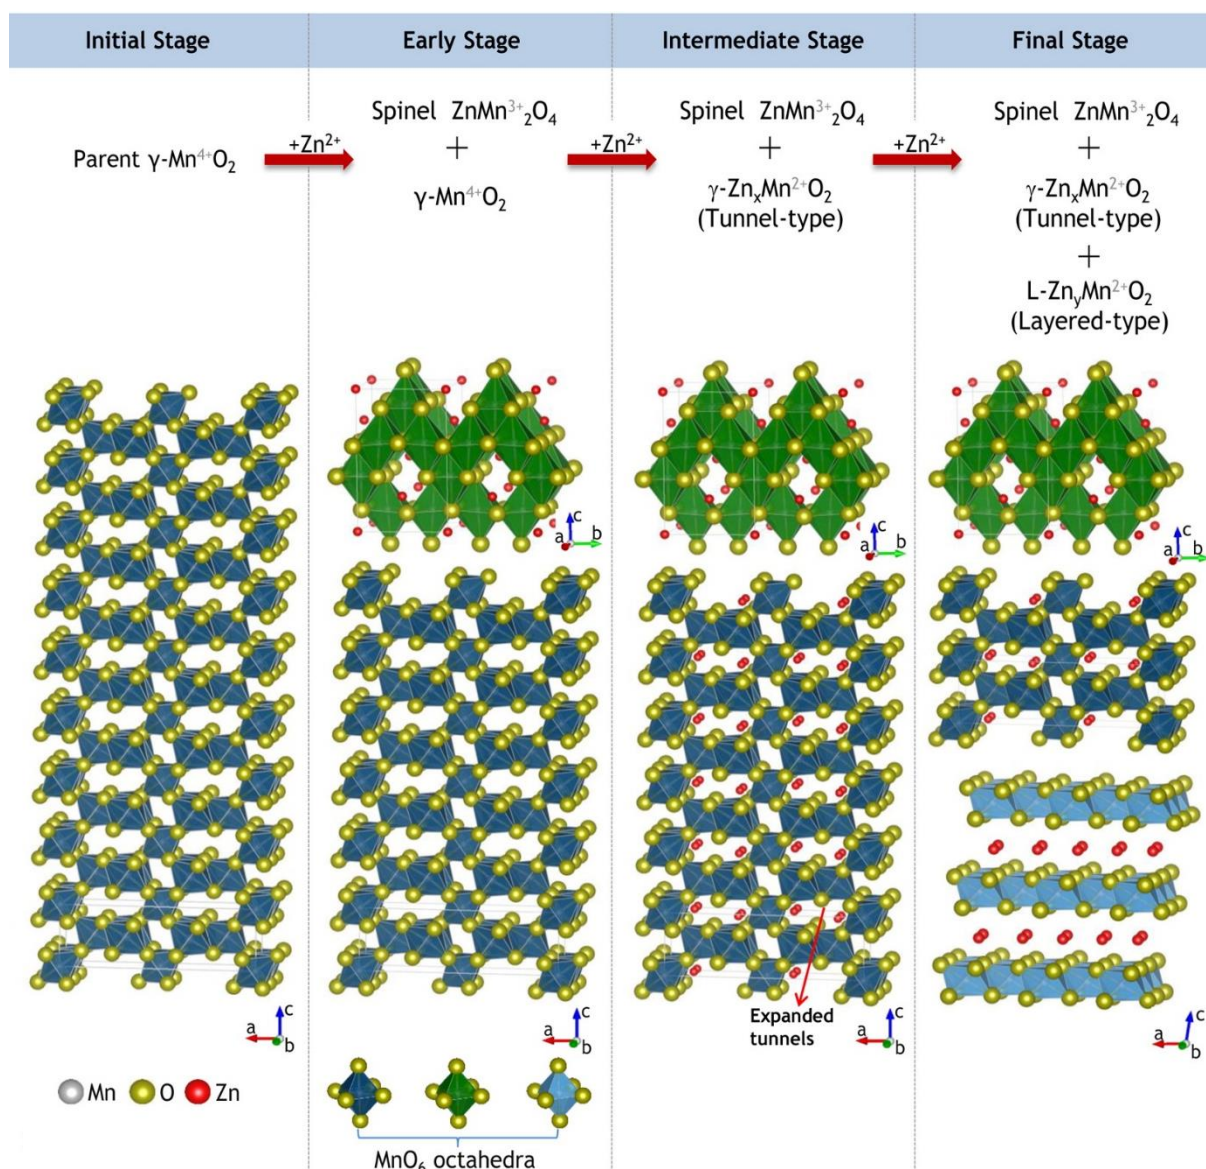 Initial Stage
Early Stage
Intermediate Stage
Final Stage
Parent γ-Mn⁴⁺O₂
+Zn²⁺
Spinel ZnMn³⁺₂O₄
+
γ-Mn⁴⁺O₂
+Zn²⁺
Spinel ZnMn³⁺₂O₄
+
γ-ZnₓMn²⁺O₂
(Tunnel-type)
+Zn²⁺
Spinel ZnMn³⁺₂O₄
+
γ-ZnₓMn²⁺O₂
(Tunnel-type)
+
L-ZnᵧMn²⁺O₂
(Layered-type)
c
a
b
c
a
b
c
a
b
Expanded
tunnels
c
a
b
c
a
b
c
a
b
c
a
b
Mn
O
Zn
MnO₆ octahedra